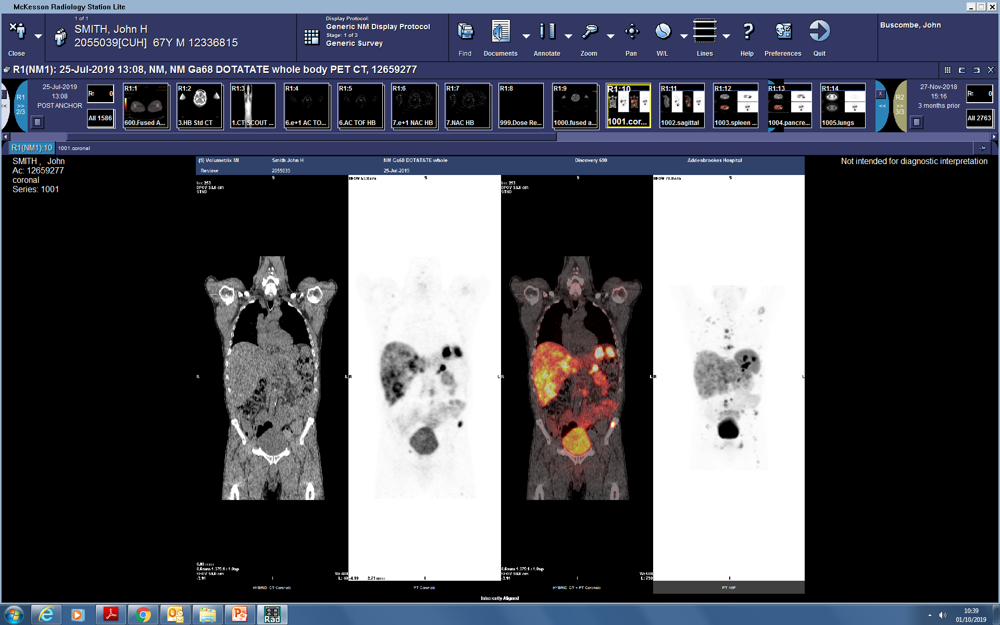 McKesson Radiology Station Lite
1 of 1
SMITH, John H
2055039[CUH] 67Y M 12336815
Close
Display Protocol:
Generic NM Display Protocol
Stage: 1 of 3
Generic Survey
Find
Documents
Annotate
Zoom
Pan
W/L
Lines
Help
Preferences
Quit
Buscombe, John
R1(NM1): 25-Jul-2019 13:08, NM, NM Ga68 DOTATATE whole body PET CT, 12659277
R1
>>
2/3
<<
25-Jul-2019
13:08
POST ANCHOR
0
All 1586
R1:1
600.Fused A...
R1:2
3.HB Std CT
R1:3
1.CT SCOUT ...
R1:4
6.e+1 AC TO...
R1:5
6.AC TOF HB
R1:6
7.e+1 NAC HB
R1:7
7.NAC HB
R1:8
999.Dose Re...
R1:9
1000.fused a...
R1:10
1001.cor...
R1:11
1002.sagittal
R1:12
1003.spleen ...
R1:13
1004.pancre...
R1:14
1005.lungs
X
<<
R2
>>
3/3
27-Nov-2018
15:16
3 months prior
0
All 2763
R1(NM1):10
1001.coronal
SMITH , John
Ac: 12659277
coronal
Series: 1001
Not intended for diagnostic interpretation
(5) Volumetrix MI
Smith John H
NM Ga68 DOTATATE whole
Discovery 690
Addenbrookes Hospital
Review
2055039
25-Jul-2019
S
Im: 253
DFOV 53.8 cm
STND
R
L
0.98 mm
0.6mm 1.375:1 / 1.0sp
SFOV 50.0 cm
-3.91
I
W: 400
L: 40
HYBRID CT Coronals
DFOV 53.8 cm
S
R
L
-4.10
2.73 mm
I
PT Coronals
S
Im: 253
DFOV 53.8 cm
STND
R
L
0.6mm 1.375:1 / 1.0sp
SFOV 50.0 cm
-3.91
I
W: 500
L: 750
HYBRID CT + PT Coronals
DFOV 70.0 cm
S
R
L
I
PT MIP
Inherently Aligned
Rad
10:39
01/10/2019